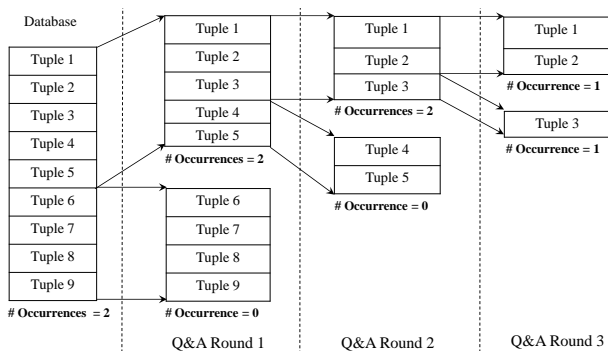 Database
Tuple 1
Tuple 2
Tuple 3
Tuple 4
Tuple 5
Tuple 6
Tuple 7
Tuple 8
Tuple 9
# Occurrences = 2
Tuple 1
Tuple 2
Tuple 3
Tuple 4
Tuple 5
# Occurrences = 2
Tuple 6
Tuple 7
Tuple 8
Tuple 9
# Occurrence = 0
Q&A Round 1
Tuple 1
Tuple 2
Tuple 3
# Occurrences = 2
Tuple 4
Tuple 5
# Occurrence = 0
Q&A Round 2
Tuple 1
Tuple 2
# Occurrence = 1
Tuple 3
# Occurrence = 1
Q&A Round 3